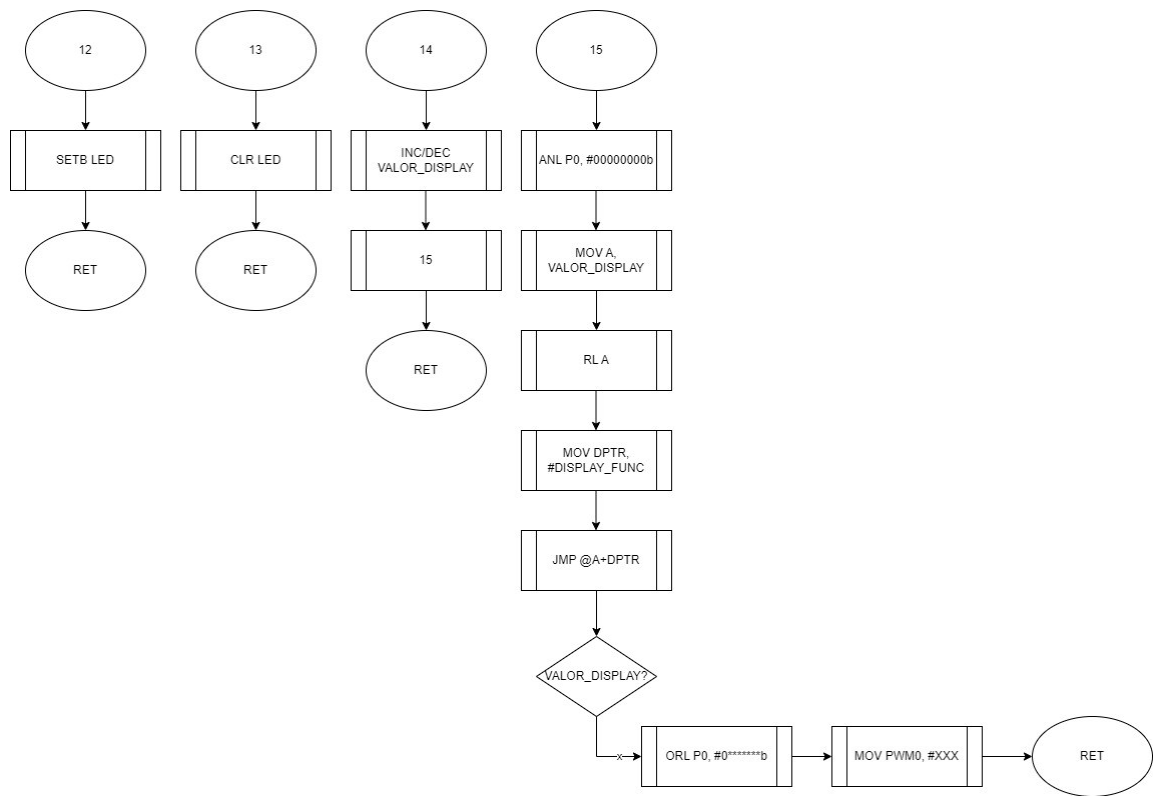 12
13
14
15
SETB LED
CLR LED
INC/DEC
VALOR_DISPLAY
ANL P0, #00000000b
RET
RET
15
MOV A,
VALOR_DISPLAY
RET
RL A
MOV DPTR,
#DISPLAY_FUNC
JMP @A+DPTR
VALOR_DISPLAY?
x
ORL P0, #0*******b
MOV PWM0, #XXX
RET